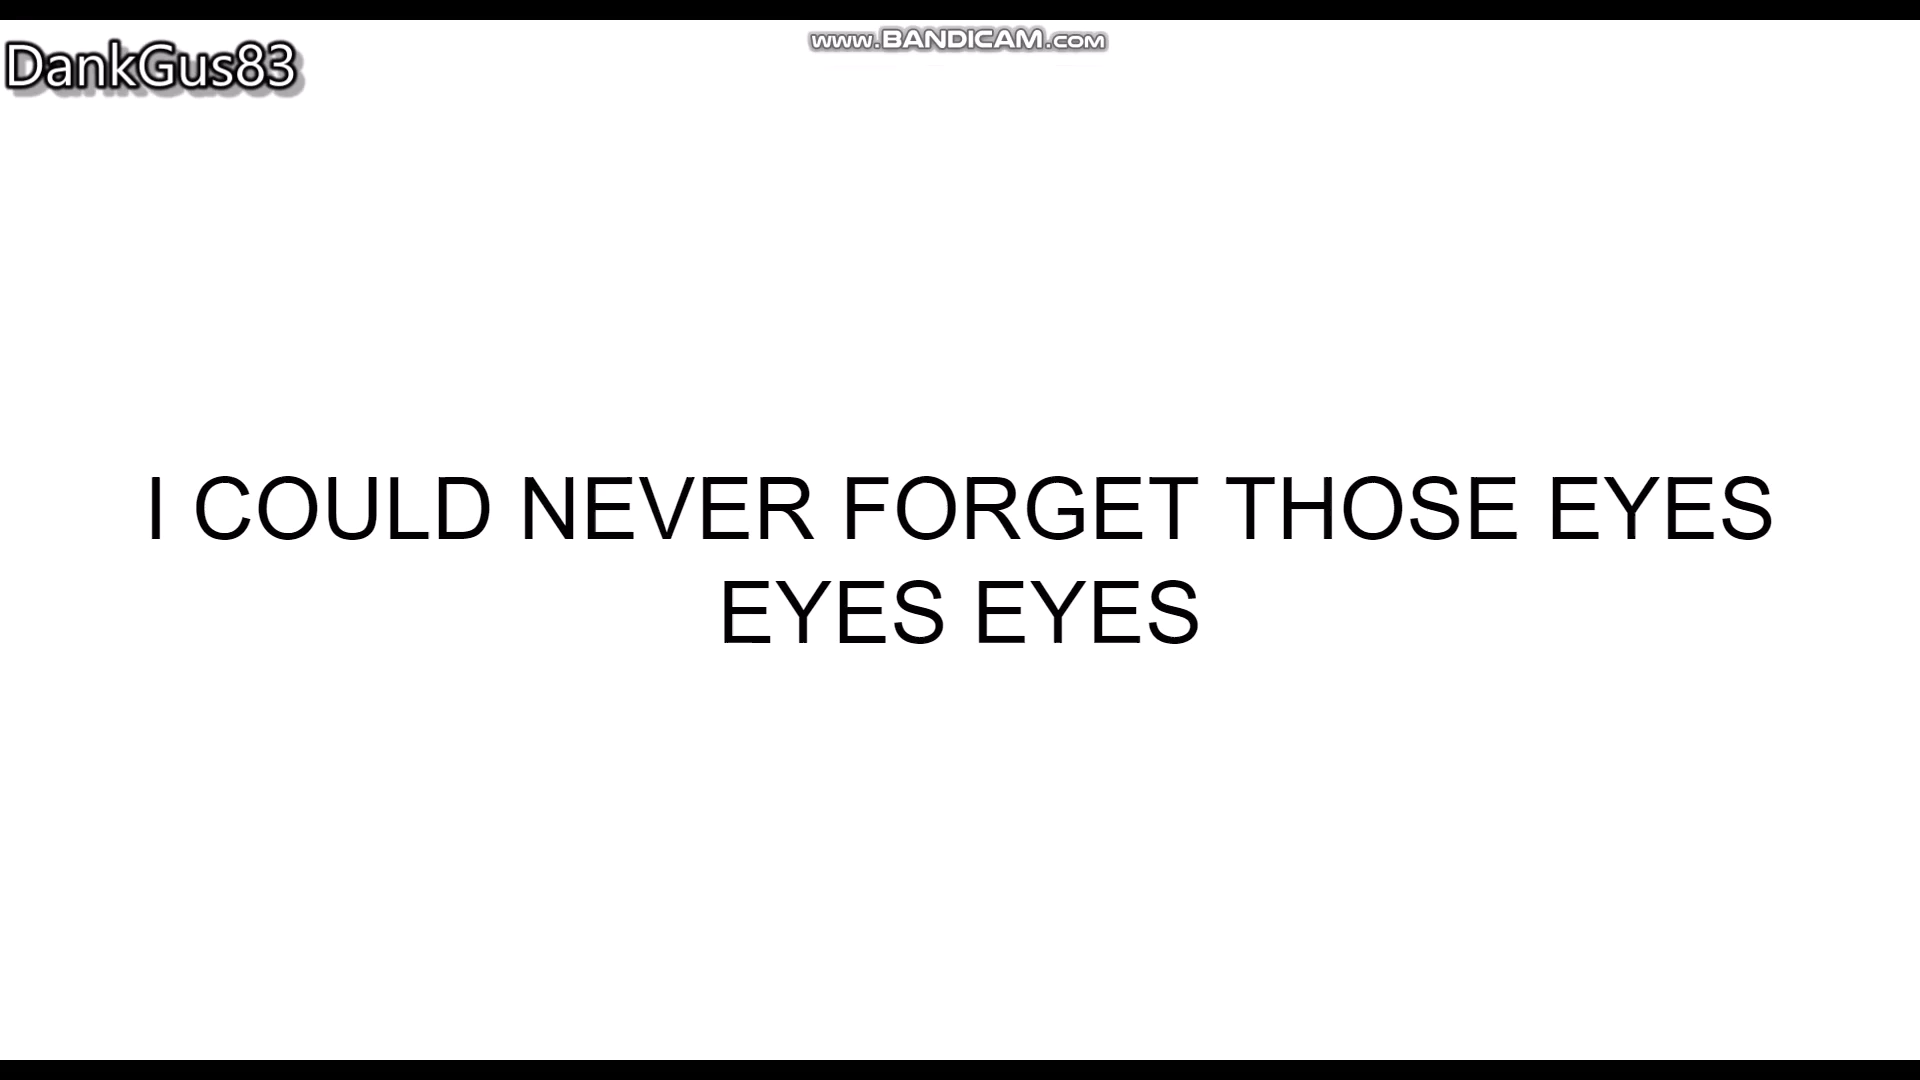 www.BANDICAM.com
DankGus83
I COULD NEVER FORGET THOSE EYES
EYES EYES